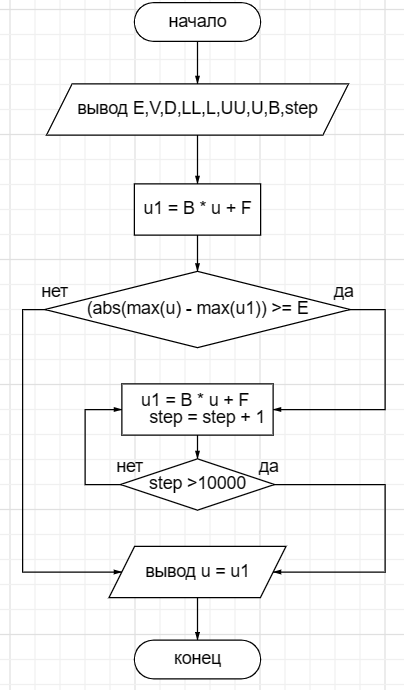 начало
вывод E,V,D,LL,L,UU,U,B,step
u1 = B * u + F
нет
да
(abs(max(u) - max(u1)) >= E
u1 = B * u + F
step = step + 1
нет
да
step >10000
вывод u = u1
конец